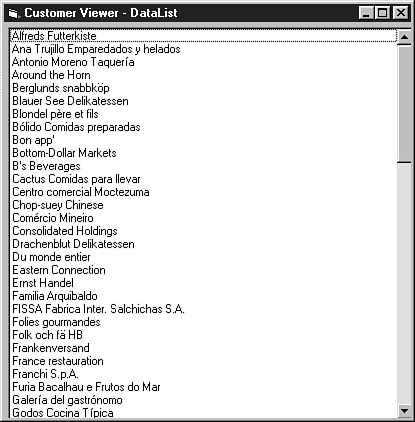 Customer Viewer - DataList
Alfreds Futterkiste
Ana Trujillo Emparedados y helados
Antonio Moreno Taquería
Around the Horn
Berglunds snabbköp
Blauer See Delikatessen
Blondel père et fils
Bólido Comidas preparadas
Bon app'
Bottom-Dollar Markets
B's Beverages
Cactus Comidas para llevar
Centro comercial Moctezuma
Chop-suey Chinese
Comércio Mineiro
Consolidated Holdings
Drachenblut Delikatessen
Du monde entier
Eastern Connection
Ernst Handel
Familia Arquibaldo
FISSA Fabrica Inter. Salchichas S.A.
Folies gourmandes
Folk och fä HB
Frankenversand
France restauration
Franchi S.p.A.
Furia Bacalhau e Frutos do Mar
Galería del gastrónomo
Godos Cocina Típica